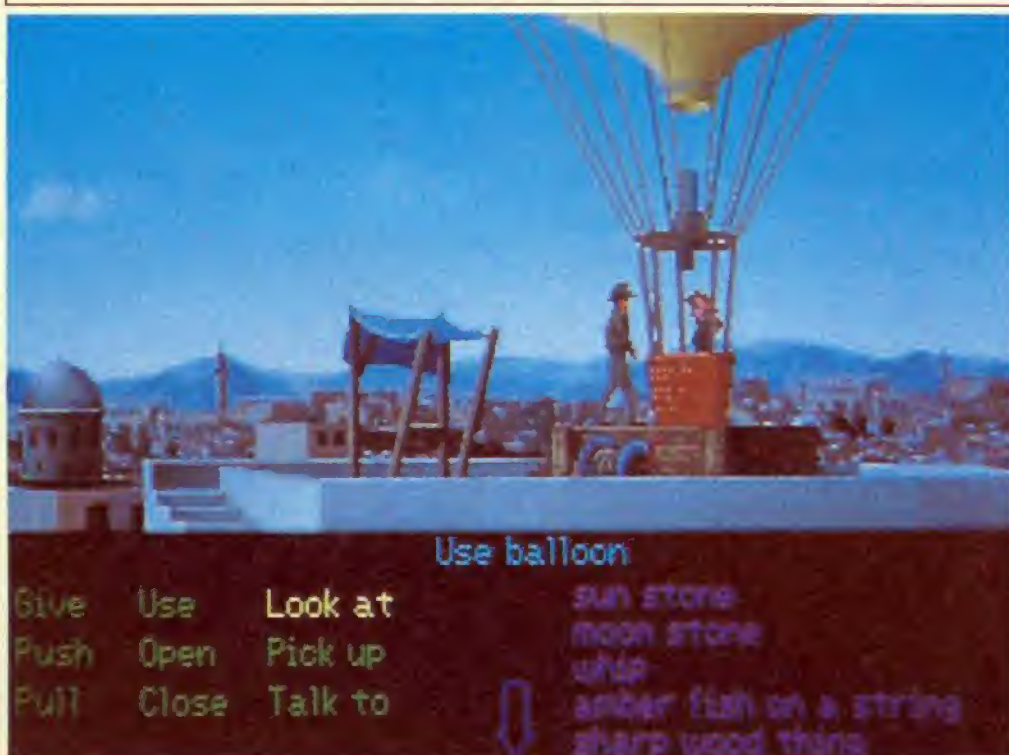 Use balloon
Give Use Look at
Push Open Pick up
Pull Close Talk to
sun stone
moon stone
whip
amber fish on a string
sharp wood thing